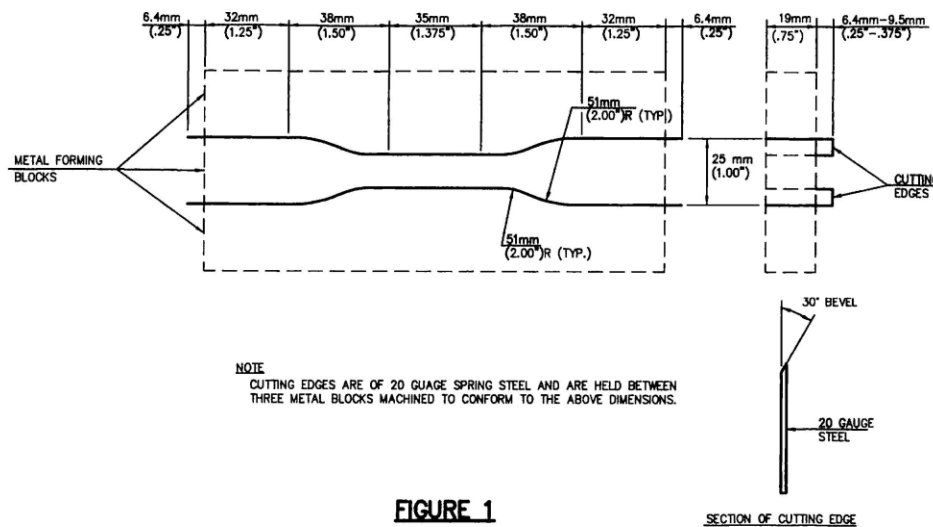 6.4mm 32mm 38mm 35mm 38mm 32mm 6.4mm 19mm 6.4mm-9.5mm
(.25") (1.25") (1.50") (1.375") (1.50") (1.25") (.25") (.75") (.25"-.375")
51mm
(2.00")R (TYP.)
METAL FORMING
BLOCKS
25 mm
(1.00")
CUTTING
EDGES
51mm
(2.00")R (TYP.)
30° BEVEL
NOTE
CUTTING EDGES ARE OF 20 GUAGE SPRING STEEL AND ARE HELD BETWEEN
THREE METAL BLOCKS MACHINED TO CONFORM TO THE ABOVE DIMENSIONS.
20 GAUGE
STEEL
FIGURE 1
SECTION OF CUTTING EDGE